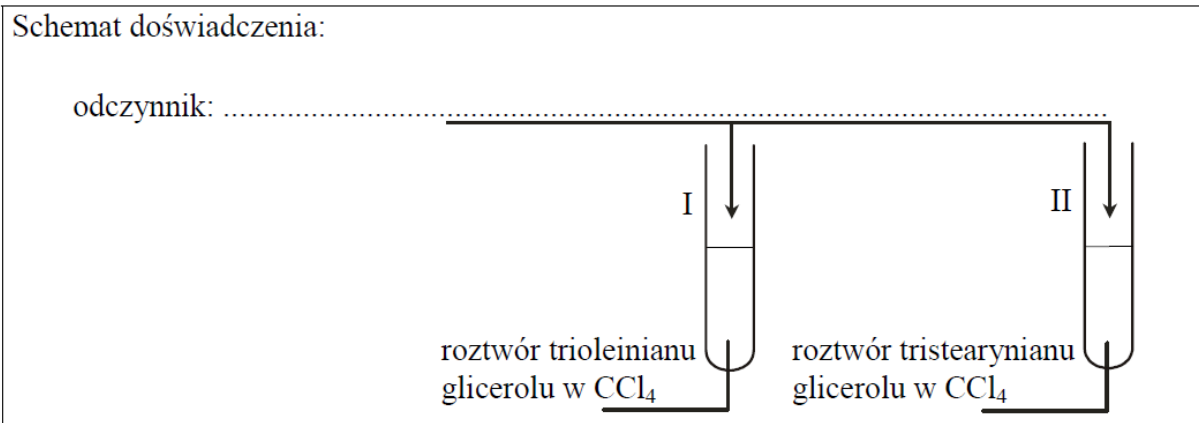 Schemat doświadczenia:
odczynnik: ..........................................................................................................
I
II
roztwór trioleinianu
glicerolu w CCl₄
roztwór tristearynianu
glicerolu w CCl₄